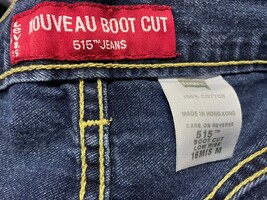 LEVI'S
NOUVEAU BOOT CUT
515™ JEANS
100% COTTON
MADE IN HONG KONG
CARE ON REVERSE
515™
BOOT CUT
LOW RISE
16MIS M